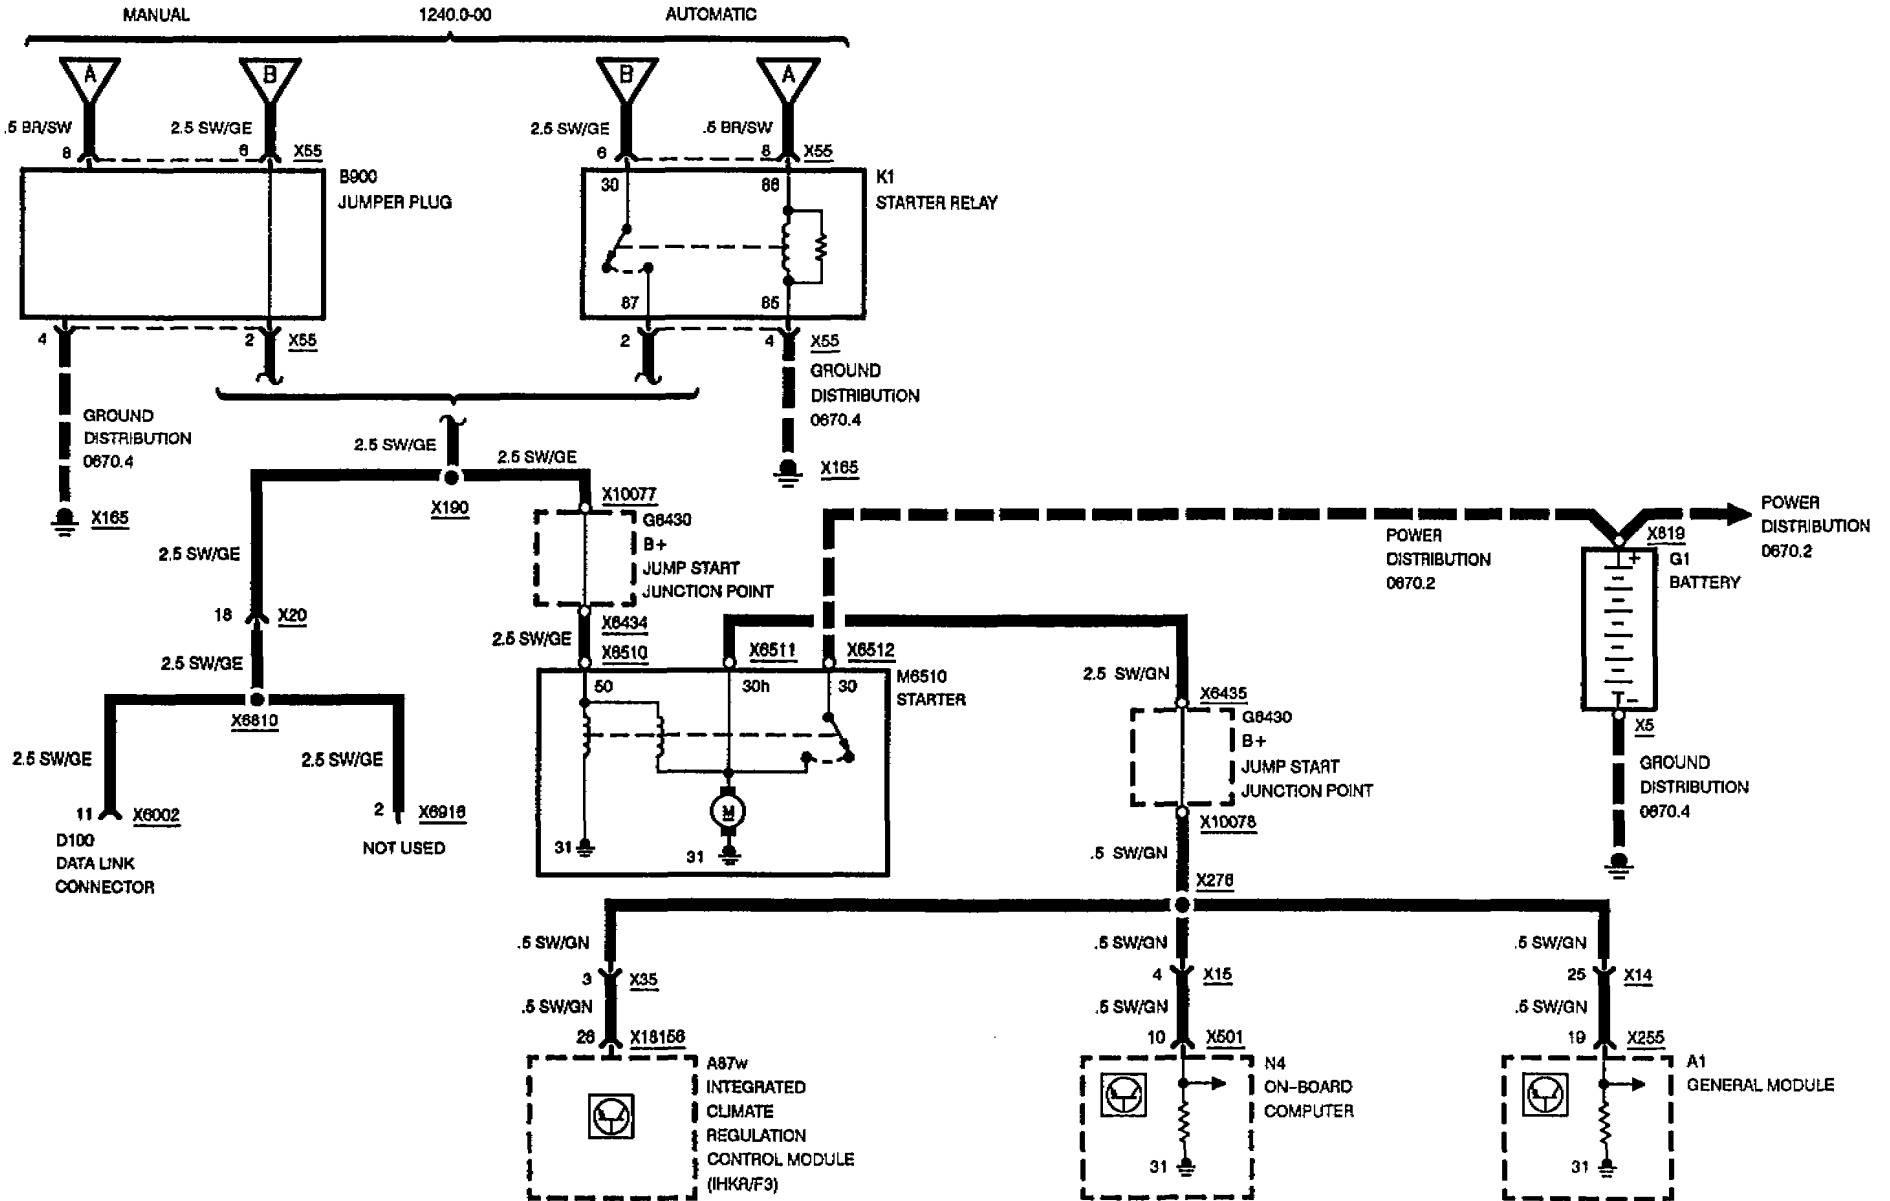 MANUAL
1240.0-00
AUTOMATIC
A
B
B
A
.5 BR/SW
2.5 SW/GE
2.5 SW/GE
.5 BR/SW
8
6
X55
6
8
X55
B900
JUMPER PLUG
30
86
K1
STARTER RELAY
87
85
4
2
X55
2
4
X55
GROUND
DISTRIBUTION
0670.4
GROUND
DISTRIBUTION
0670.4
X165
X165
2.5 SW/GE
2.5 SW/GE
X190
X10077
G6430
B+
JUMP START
JUNCTION POINT
X6434
2.5 SW/GE
X6510
2.5 SW/GE
18
X20
2.5 SW/GE
X6810
2.5 SW/GE
2.5 SW/GE
11
X6002
D100
DATA LINK
CONNECTOR
2
X6916
NOT USED
X6511
X6512
50
30h
30
M6510
STARTER
M
31
31
POWER
DISTRIBUTION
0670.2
POWER
DISTRIBUTION
0670.2
X819
+
G1
BATTERY
−
X5
GROUND
DISTRIBUTION
0670.4
2.5 SW/GN
X6435
G6430
B+
JUMP START
JUNCTION POINT
X10078
.5 SW/GN
X276
.5 SW/GN
.5 SW/GN
.5 SW/GN
3
X35
4
X15
25
X14
.5 SW/GN
.5 SW/GN
.5 SW/GN
26
X18156
10
X501
19
X255
A87w
INTEGRATED
CLIMATE
REGULATION
CONTROL MODULE
(IHKR/F3)
N4
ON-BOARD
COMPUTER
31
A1
GENERAL MODULE
31